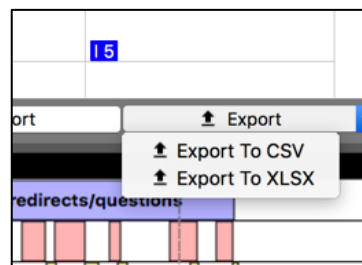 I 5
ort
Export
Export To CSV
Export To XLSX
redirects/questions